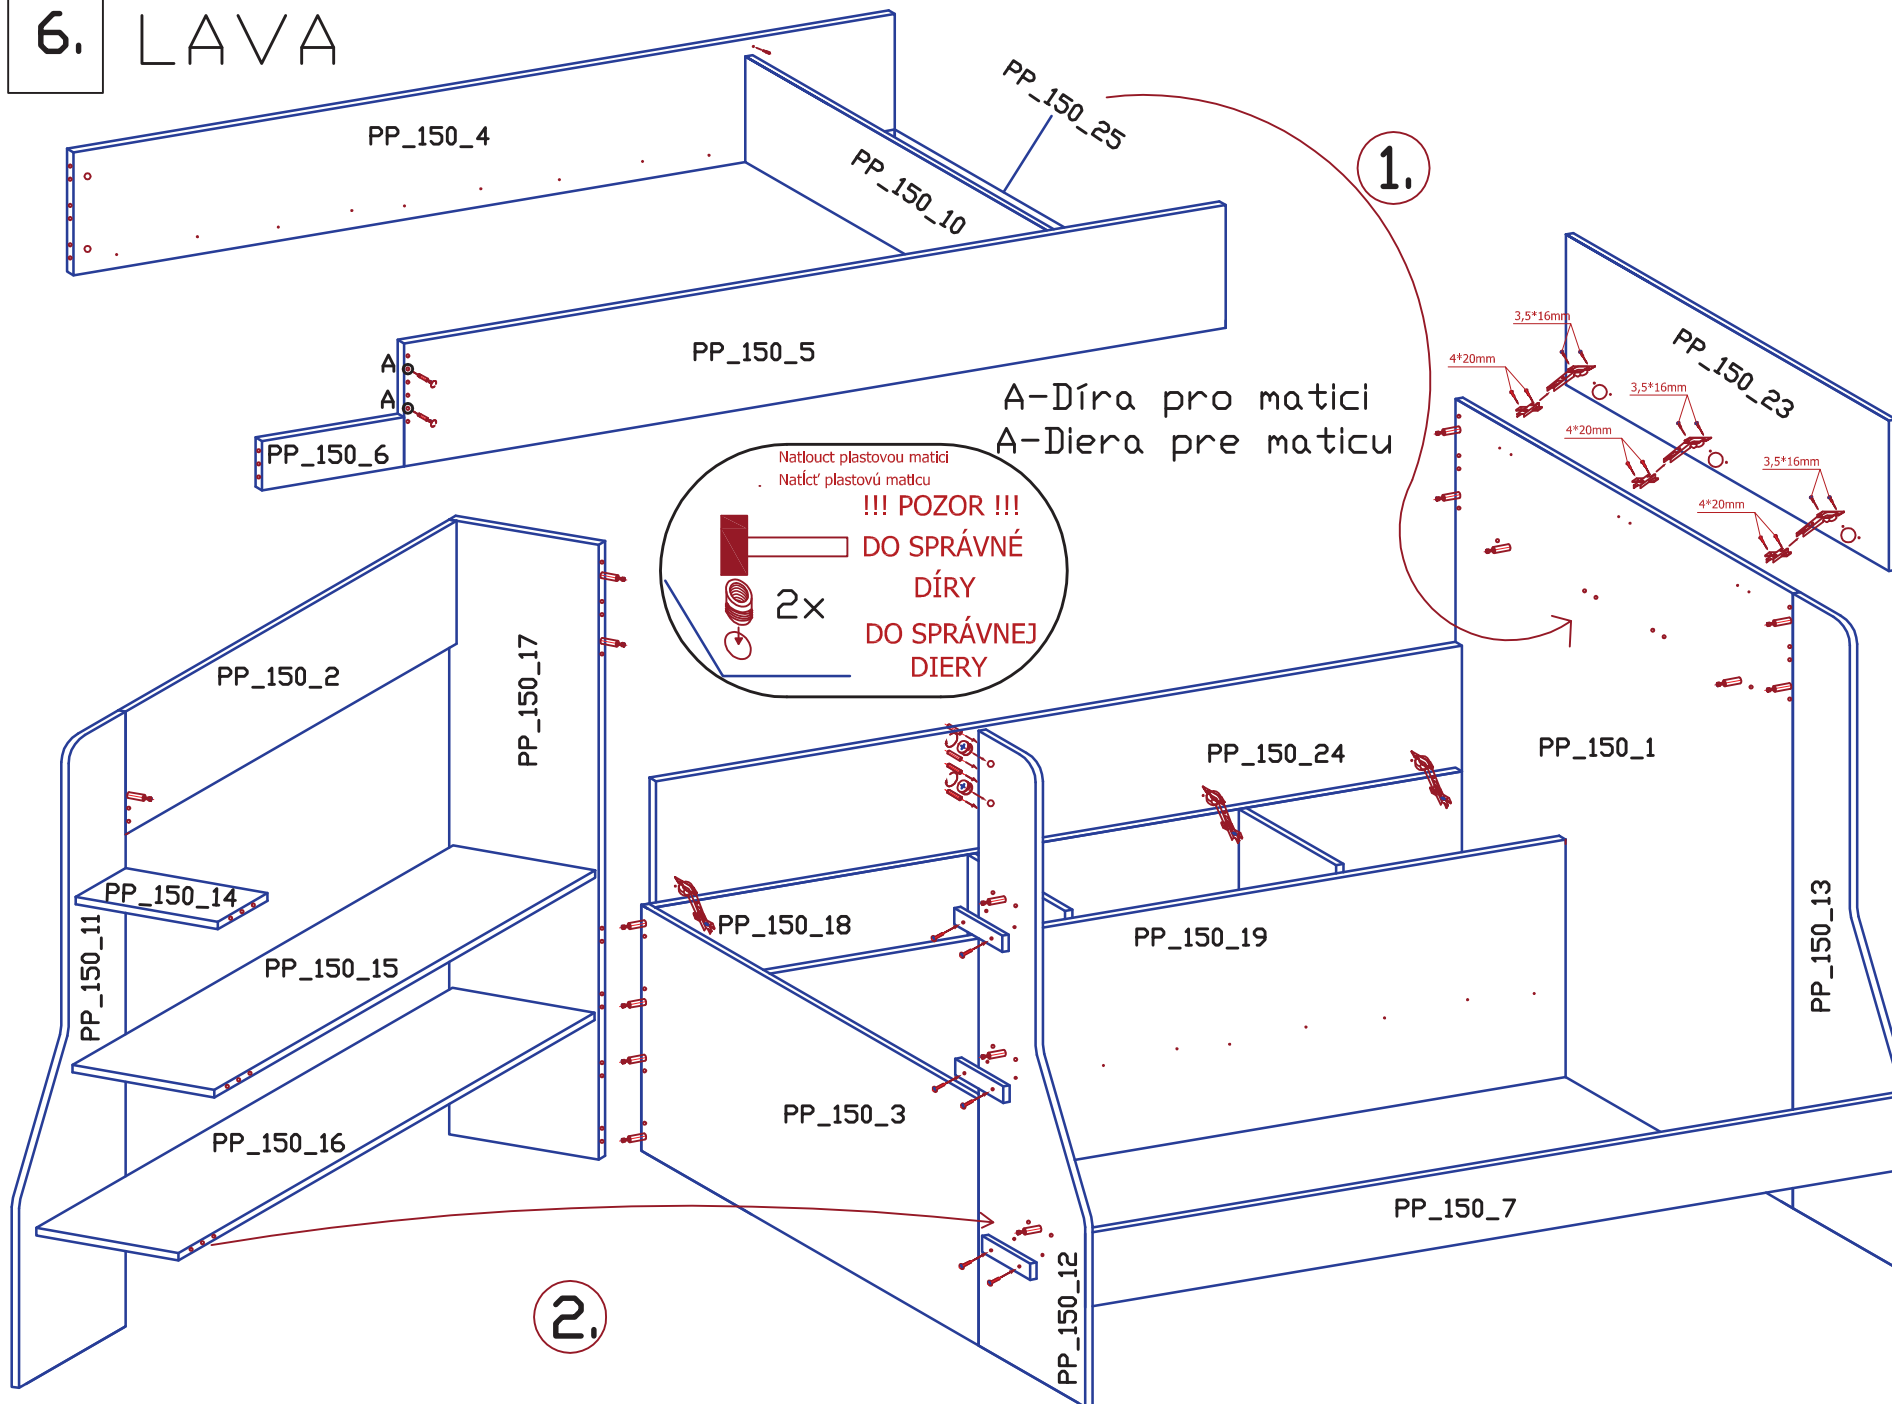 6. LAVA
PP_150_4
PP_150_25
PP_150_10
1.
PP_150_5
A
A
PP_150_6
A-Díra pro matici
A-Diera pre maticu
3,5*16mm
4*20mm
3,5*16mm
4*20mm
3,5*16mm
4*20mm
PP_150_23
Natlouct plastovou matici
Natĺcť plastovú maticu
!!! POZOR !!!
DO SPRÁVNÉ
DÍRY
2x
DO SPRÁVNEJ
DIERY
PP_150_2
PP_150_17
PP_150_24
PP_150_1
PP_150_14
PP_150_11
PP_150_15
PP_150_18
PP_150_19
PP_150_13
PP_150_16
PP_150_3
PP_150_7
PP_150_12
2.